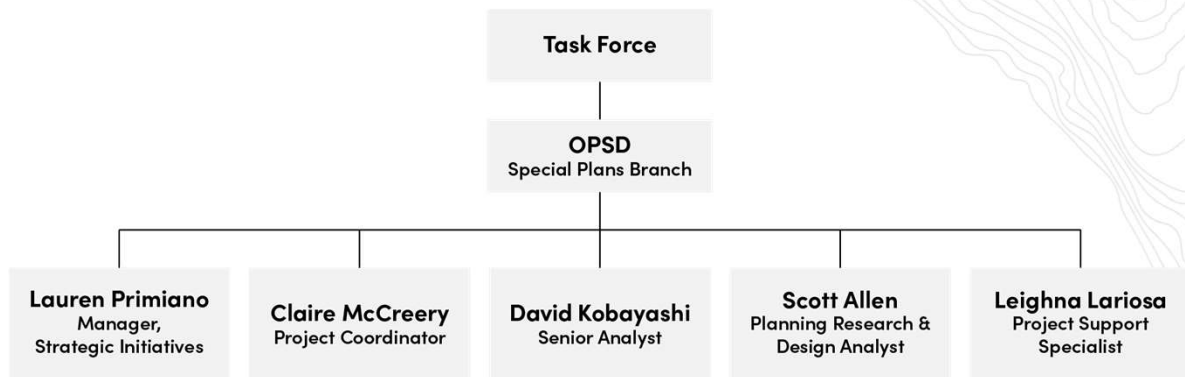 Task Force
OPSD
Special Plans Branch
Lauren Primiano
Manager,
Strategic Initiatives
Claire McCreery
Project Coordinator
David Kobayashi
Senior Analyst
Scott Allen
Planning Research &
Design Analyst
Leighna Lariosa
Project Support
Specialist